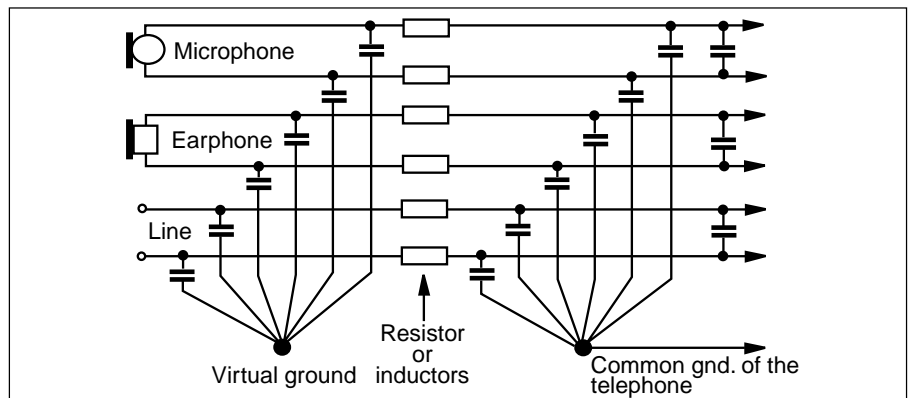 Microphone
Earphone
Line
Resistor
or
inductors
Virtual ground
Common gnd. of the
telephone